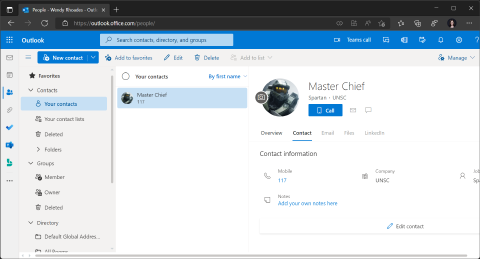 People - Wendy Rhoades - Outl
https://outlook.office.com/people/
Outlook
Search contacts, directory, and groups
Teams call
New contact
Add to favorites
Edit
Delete
Add to list
Manage
Favorites
Contacts
Your contacts
Your contact lists
Deleted
Folders
Groups
Member
Owner
Deleted
Directory
Default Global Addres...
Your contacts
By first name
Master Chief
117
Master Chief
Spartan · UNSC
Call
Overview
Contact
Email
Files
LinkedIn
Contact information
Mobile
117
Company
UNSC
Notes
Add your own notes here
Edit contact